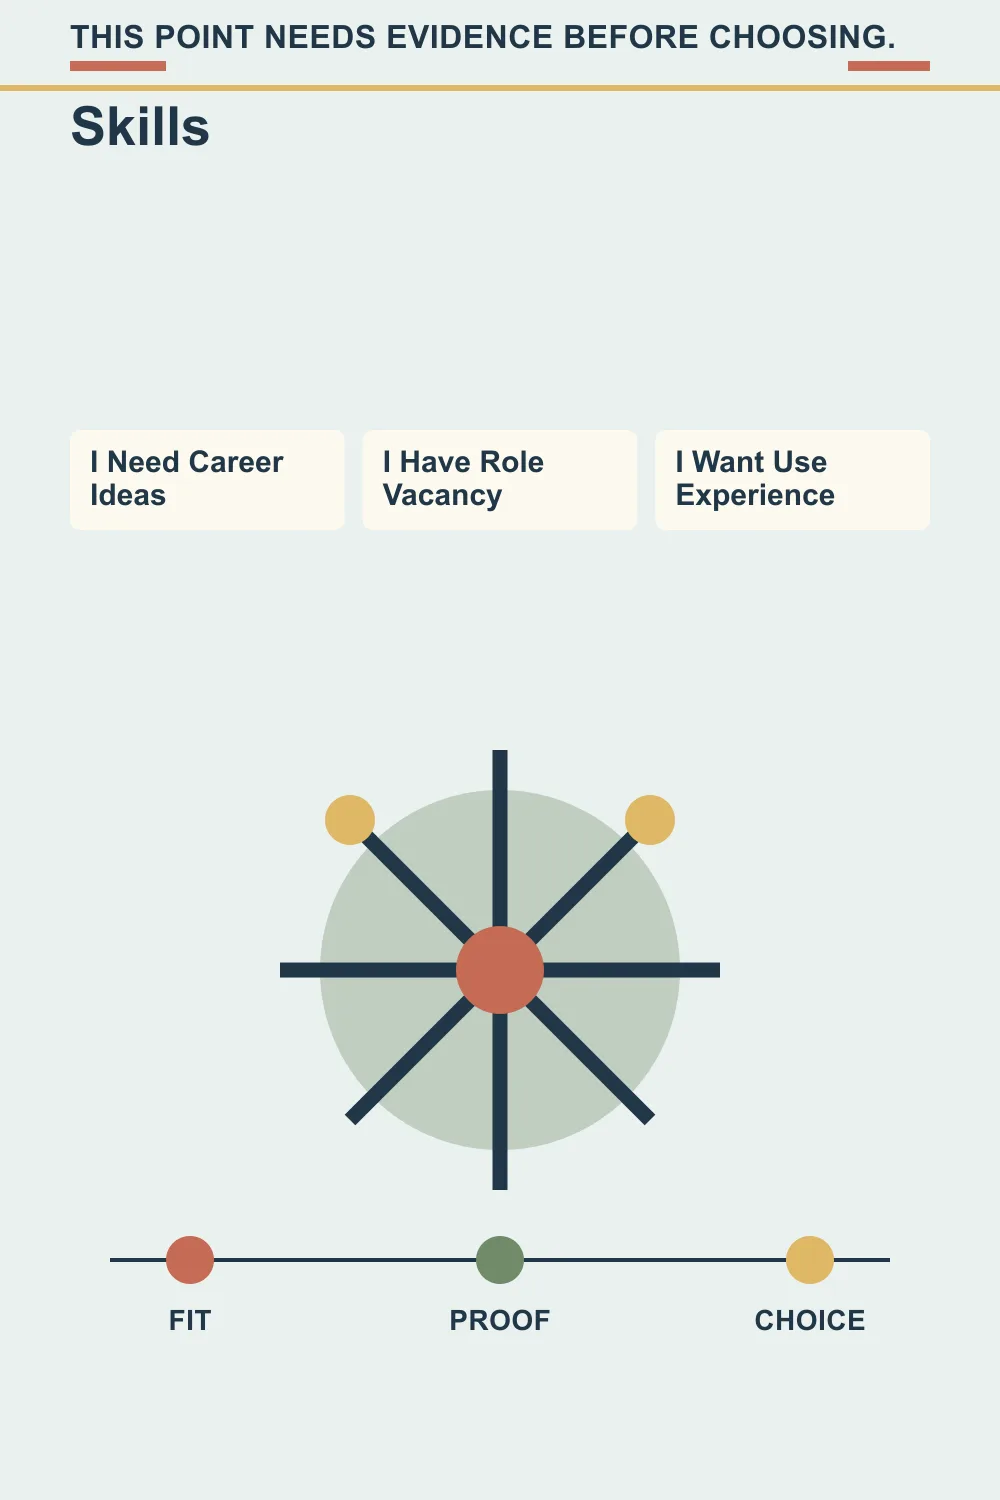 THIS POINT NEEDS EVIDENCE BEFORE CHOOSING.
Skills
I Need Career
Ideas
I Have Role
Vacancy
I Want Use
Experience
FIT
PROOF
CHOICE